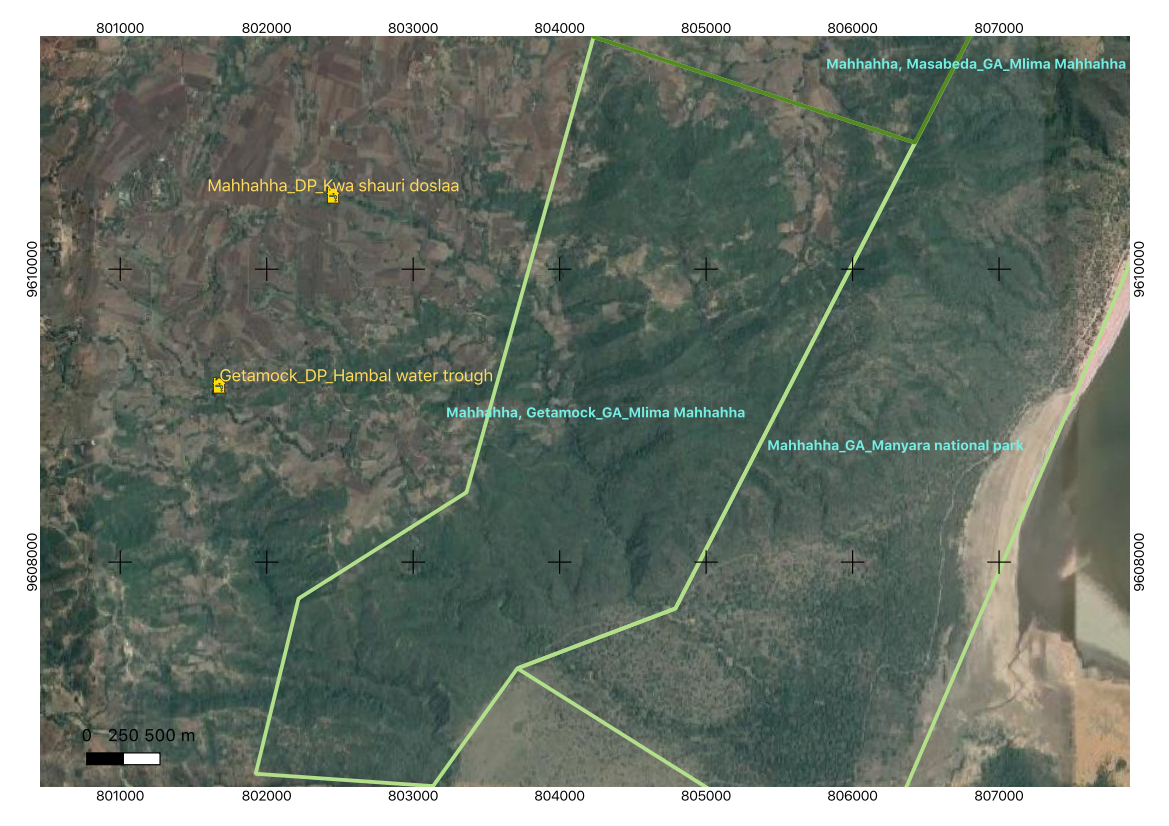 801000 802000 803000 804000 805000 806000 807000
Mahhahha, Masabeda_GA_Mlima Mahhahha
Mahhahha_DP_Kwa shauri doslaa
9610000 9610000
Getamock_DP_Hambal water trough
Mahhahha, Getamock_GA_Mlima Mahhahha
Mahhahha_GA_Manyara national park
9608000 9608000
0 250 500 m
801000 802000 803000 804000 805000 806000 807000